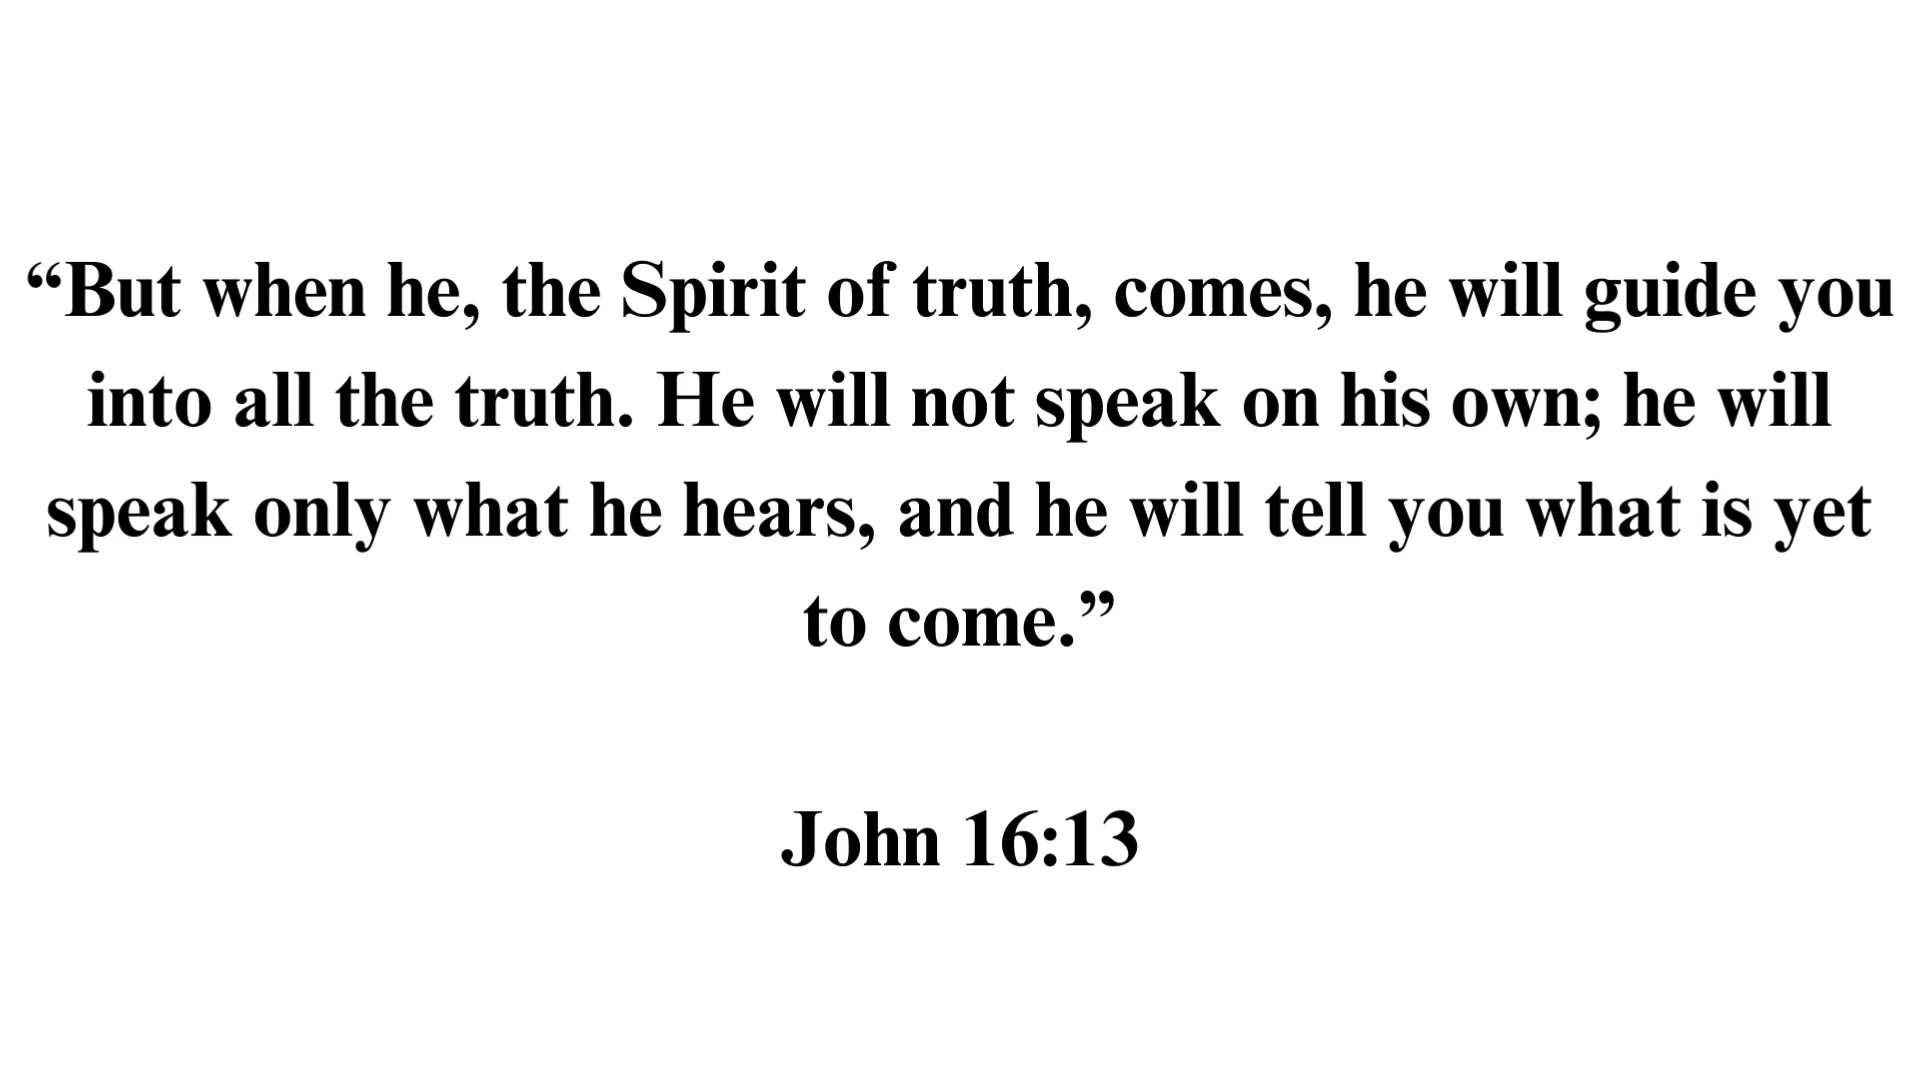 “But when he, the Spirit of truth, comes, he will guide you
into all the truth. He will not speak on his own; he will
speak only what he hears, and he will tell you what is yet
to come.”
John 16:13